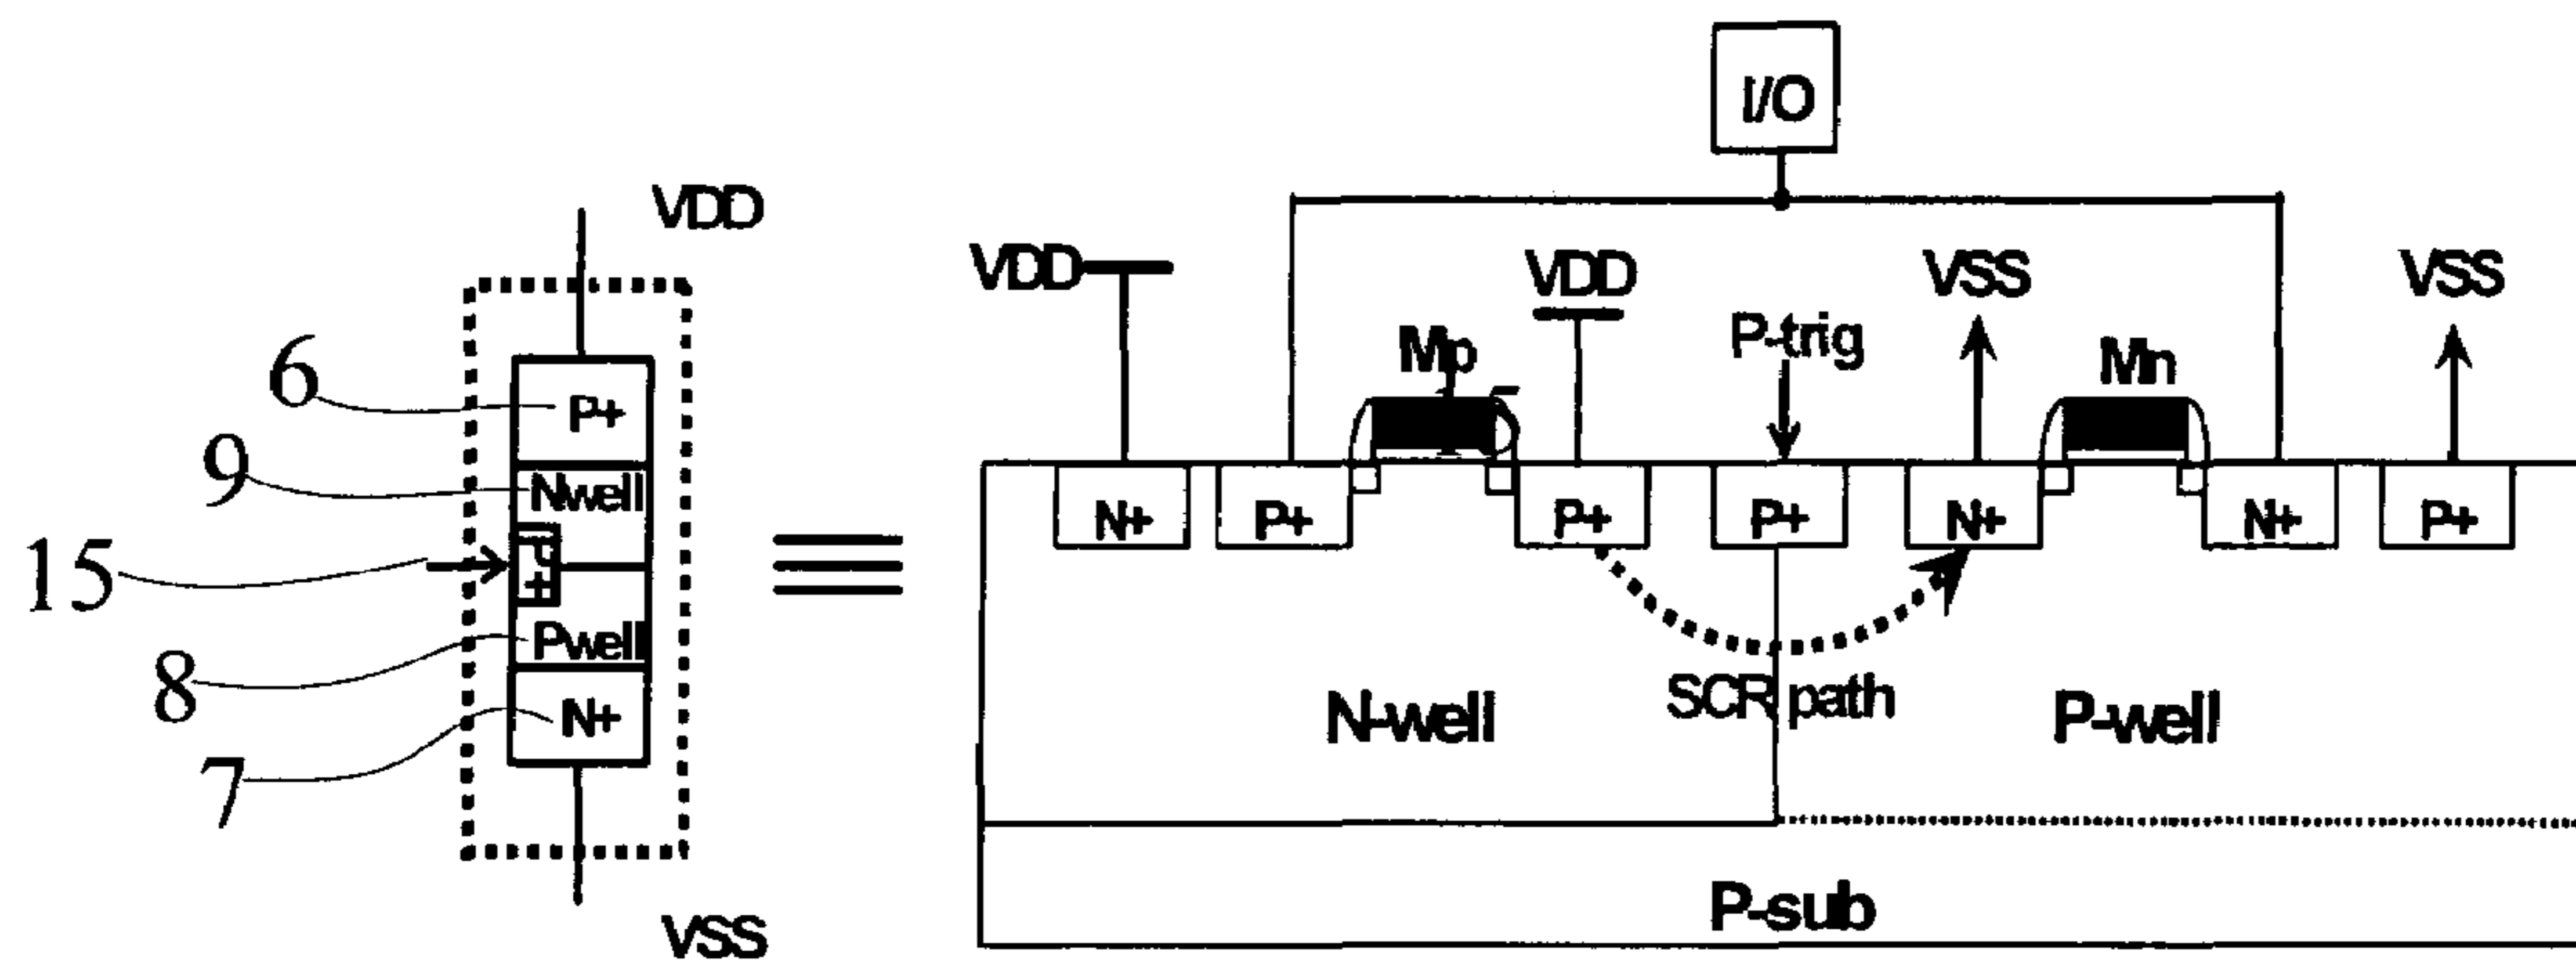 VDD
6
P+
9
Nwell
15
P+
8
Pwell
N+
7
VSS
I/O
VDD
VDD
VSS
VSS
Mp
P-trig
Mn
N+
P+
P+
P+
N+
N+
P+
SCR path
N-well
P-well
P-sub